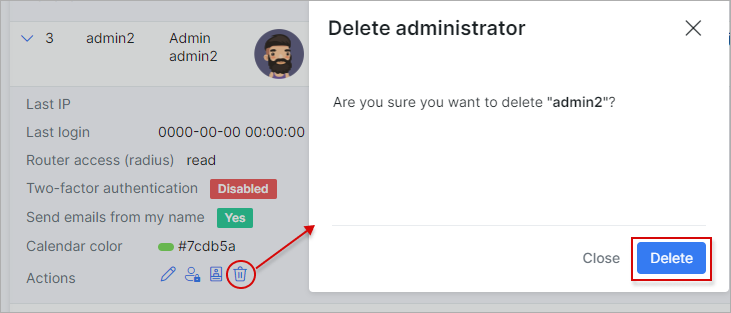 3 admin2 Admin admin2
Last IP
Last login 0000-00-00 00:00:00
Router access (radius) read
Two-factor authentication Disabled
Send emails from my name Yes
Calendar color #7cdb5a
Actions
Delete administrator
Are you sure you want to delete "admin2"?
Close Delete